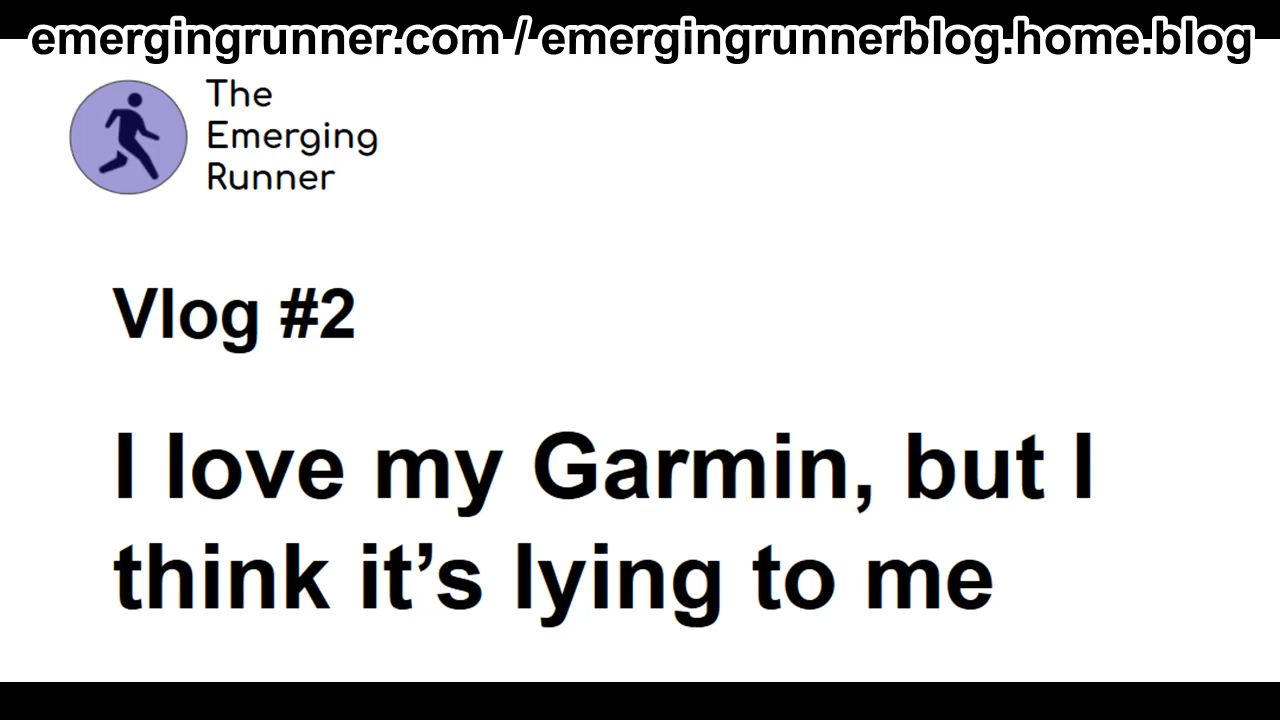 emergingrunner.com / emergingrunnerblog.home.blog
The
Emerging
Runner
Vlog #2
I love my Garmin, but I
think it’s lying to me